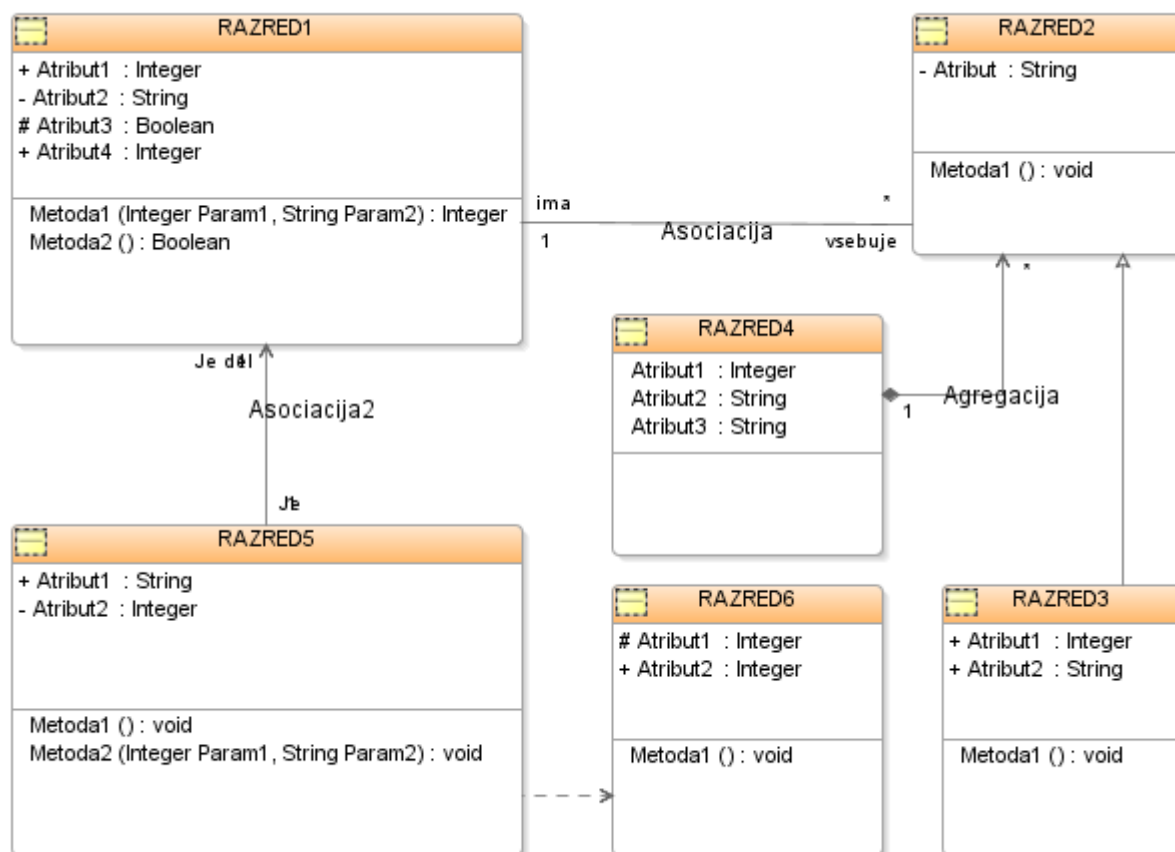 RAZRED1
+ Atribut1 : Integer
- Atribut2 : String
# Atribut3 : Boolean
+ Atribut4 : Integer
Metoda1 (Integer Param1, String Param2) : Integer
Metoda2 () : Boolean
RAZRED2
- Atribut : String
Metoda1 () : void
ima
*
1
Asociacija
vsebuje
*
RAZRED4
Atribut1 : Integer
Atribut2 : String
Atribut3 : String
1
Agregacija
Je del
Asociacija2
RAZRED5
+ Atribut1 : String
- Atribut2 : Integer
Metoda1 () : void
Metoda2 (Integer Param1, String Param2) : void
RAZRED6
# Atribut1 : Integer
+ Atribut2 : Integer
Metoda1 () : void
RAZRED3
+ Atribut1 : Integer
+ Atribut2 : String
Metoda1 () : void